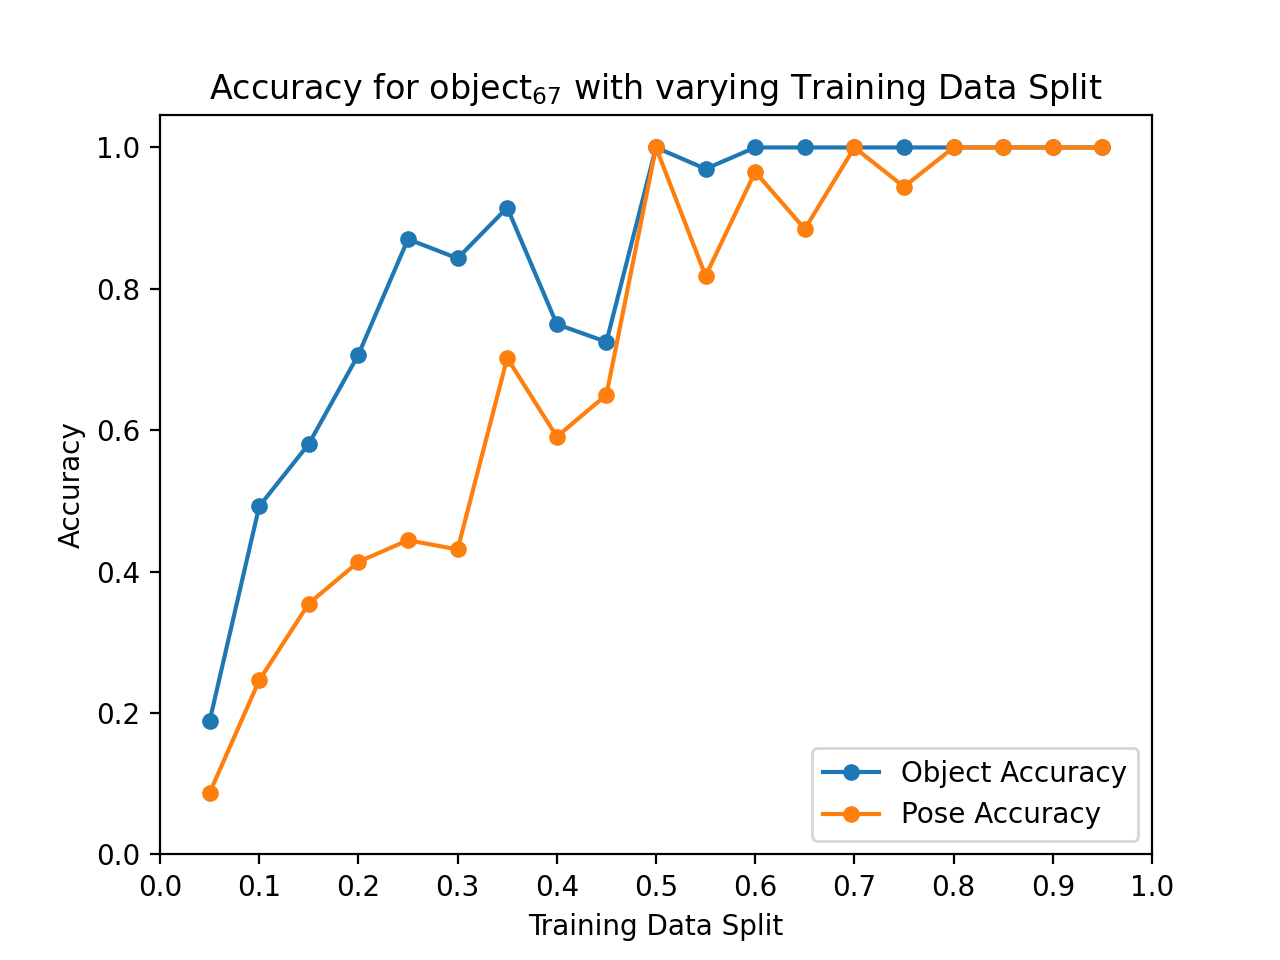 Accuracy for object₆₇ with varying Training Data Split
1.0
0.8
0.6
0.4
0.2
0.0
Accuracy
Object Accuracy
Pose Accuracy
0.0 0.1 0.2 0.3 0.4 0.5 0.6 0.7 0.8 0.9 1.0
Training Data Split